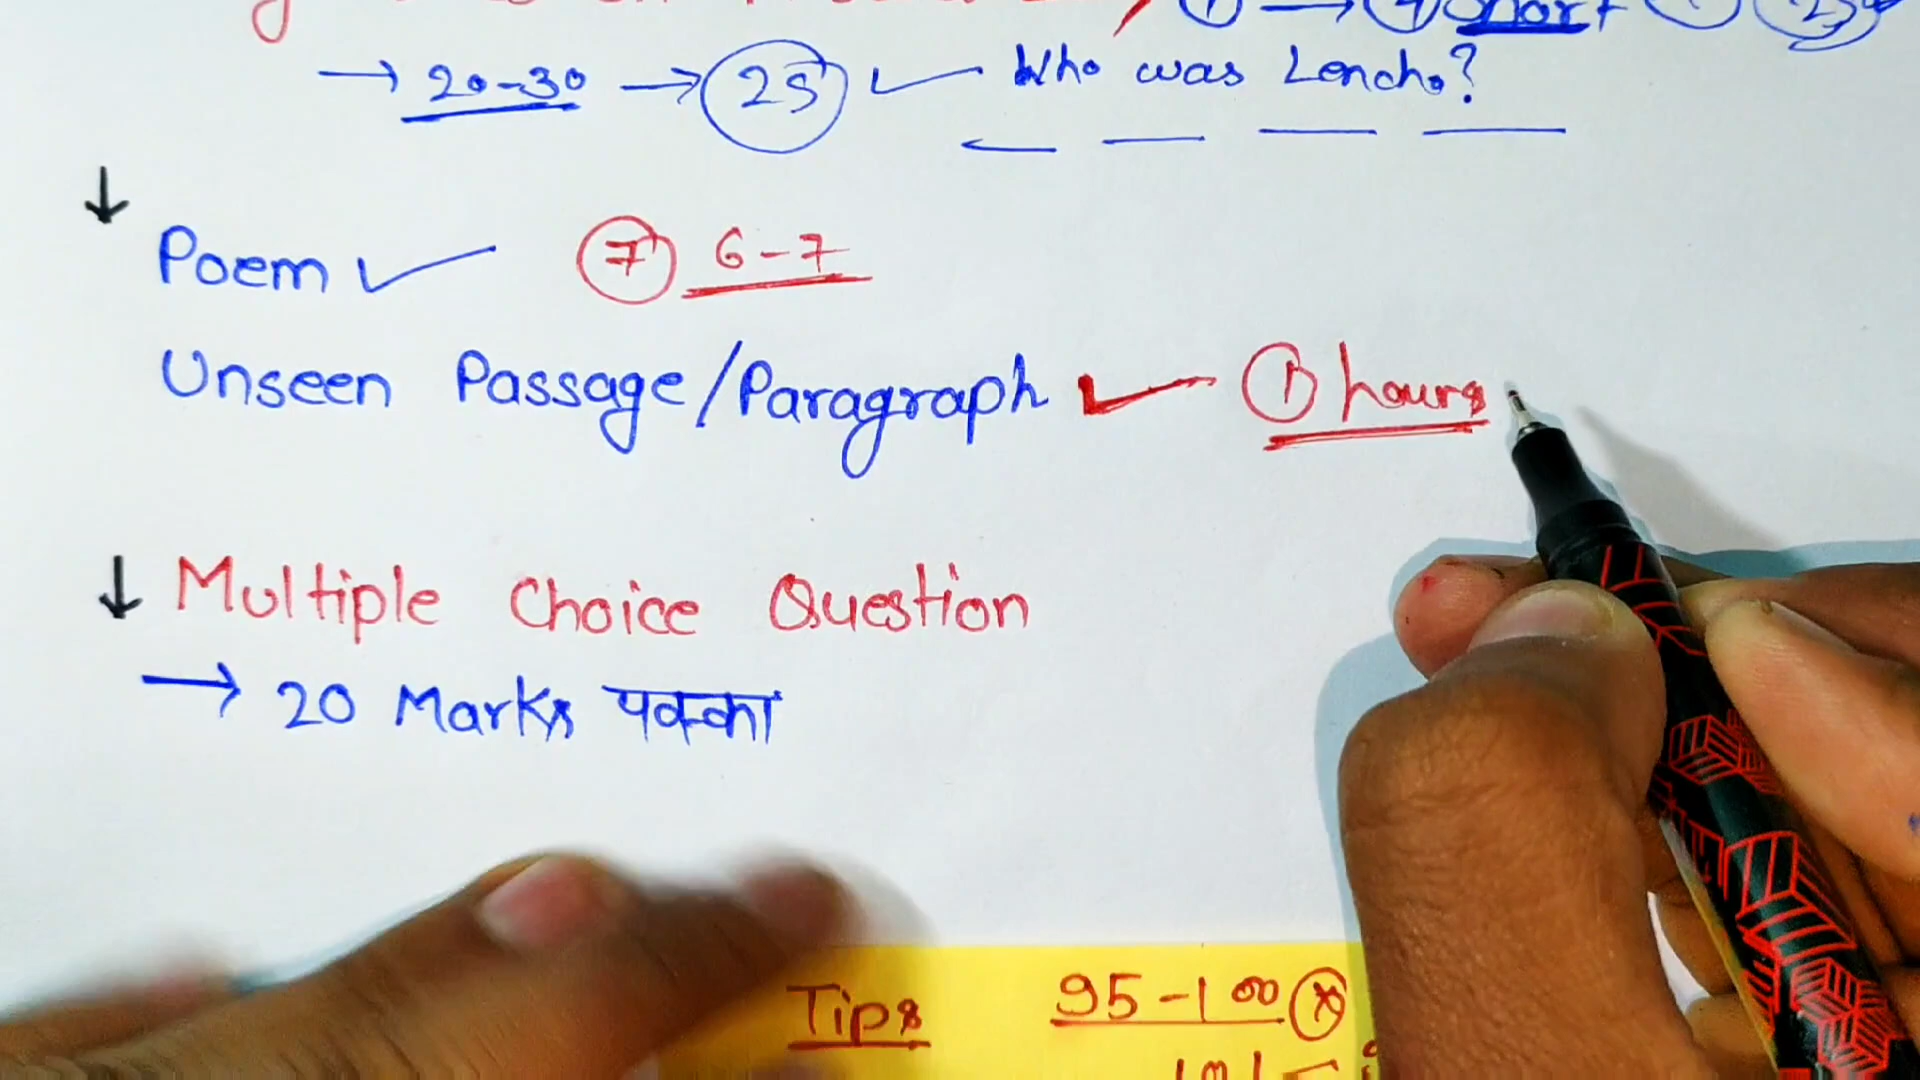 → 20-30 → 25 ✓ Who was Lencho?
Poem ✓ 7 6-7
Unseen Passage/Paragraph ✓ 1 hours
↓ Multiple Choice Question
→ 20 Marks पक्का
Tips 95-100